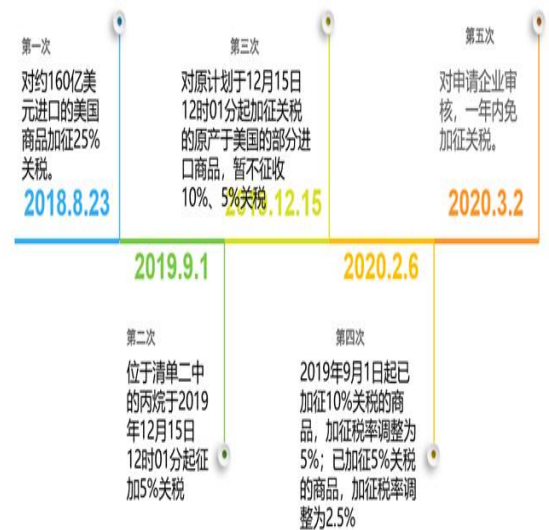 第一次
对约160亿美
元进口的美国
商品加征25%
关税。
2018.8.23
第二次
位于清单二中
的丙烷于2019
年12月15日
12时01分起征
加5%关税
2019.9.1
第三次
对原计划于12月15日
12时01分起加征关税
的原产于美国的部分进
口商品，暂不征收
10%、5%关税
2019.12.15
第四次
2019年9月1日起已
加征10%关税的商
品，加征税率调整为
5%；已加征5%关税
的商品，加征税率调
整为2.5%
2020.2.6
第五次
对申请企业审
核，一年内免
加征关税。
2020.3.2